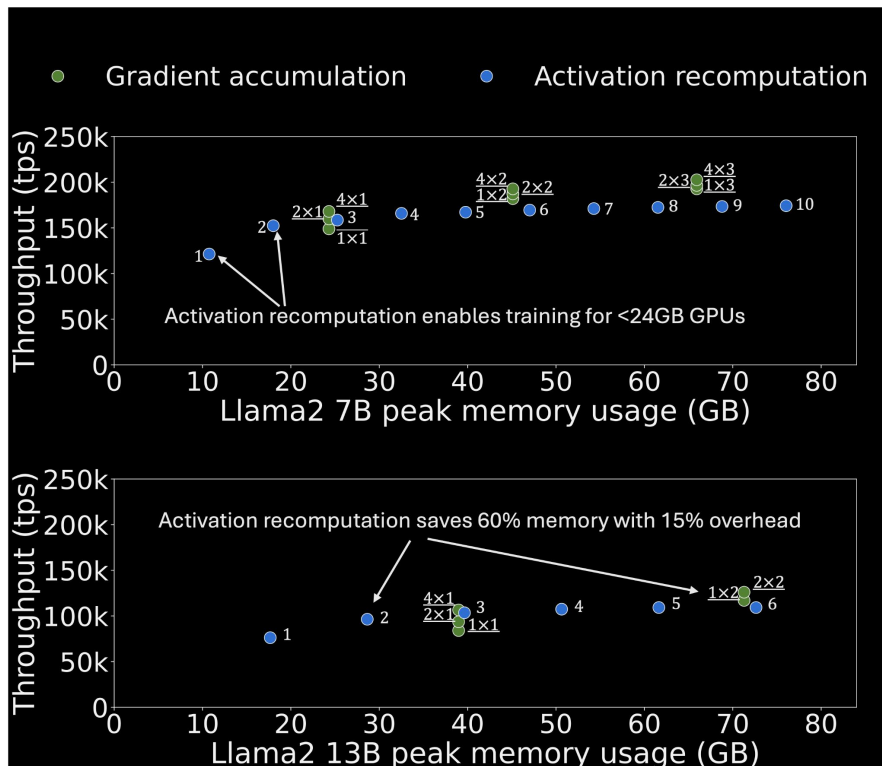 Gradient accumulation
Activation recomputation
Throughput (tps)
250k
200k
150k
100k
50k
0
1
2
2×1
4×1
3
1×1
4
4×2
1×2
2×2
5
6
7
2×3
4×3
1×3
8
9
10
Activation recomputation enables training for <24GB GPUs
0 10 20 30 40 50 60 70 80
Llama2 7B peak memory usage (GB)
Throughput (tps)
250k
200k
150k
100k
50k
0
Activation recomputation saves 60% memory with 15% overhead
1
2
4×1
2×1
3
1×1
4
5
1×2
2×2
6
0 10 20 30 40 50 60 70 80
Llama2 13B peak memory usage (GB)